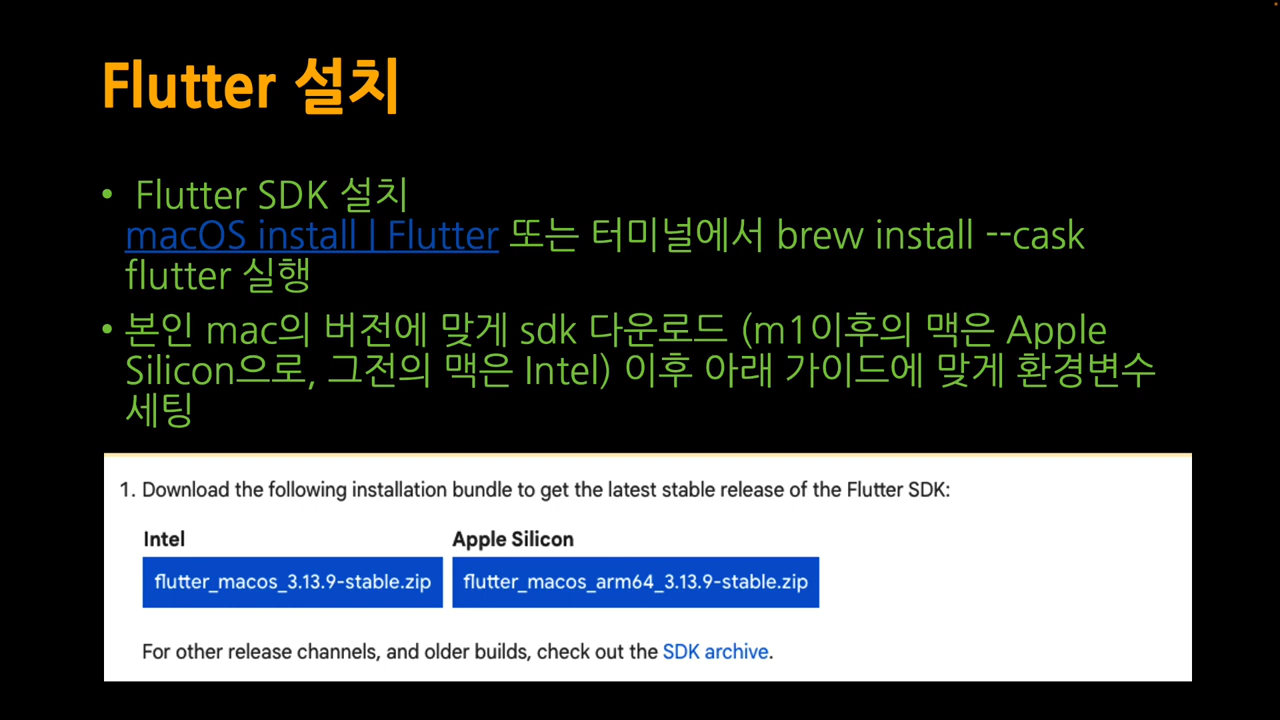 Flutter 설치
• Flutter SDK 설치
macOS install | Flutter 또는 터미널에서 brew install --cask
flutter 실행
• 본인 mac의 버전에 맞게 sdk 다운로드 (m1이후의 맥은 Apple
Silicon으로, 그전의 맥은 Intel) 이후 아래 가이드에 맞게 환경변수
세팅
1. Download the following installation bundle to get the latest stable release of the Flutter SDK:
Intel Apple Silicon
flutter_macos_3.13.9-stable.zip flutter_macos_arm64_3.13.9-stable.zip
For other release channels, and older builds, check out the SDK archive.